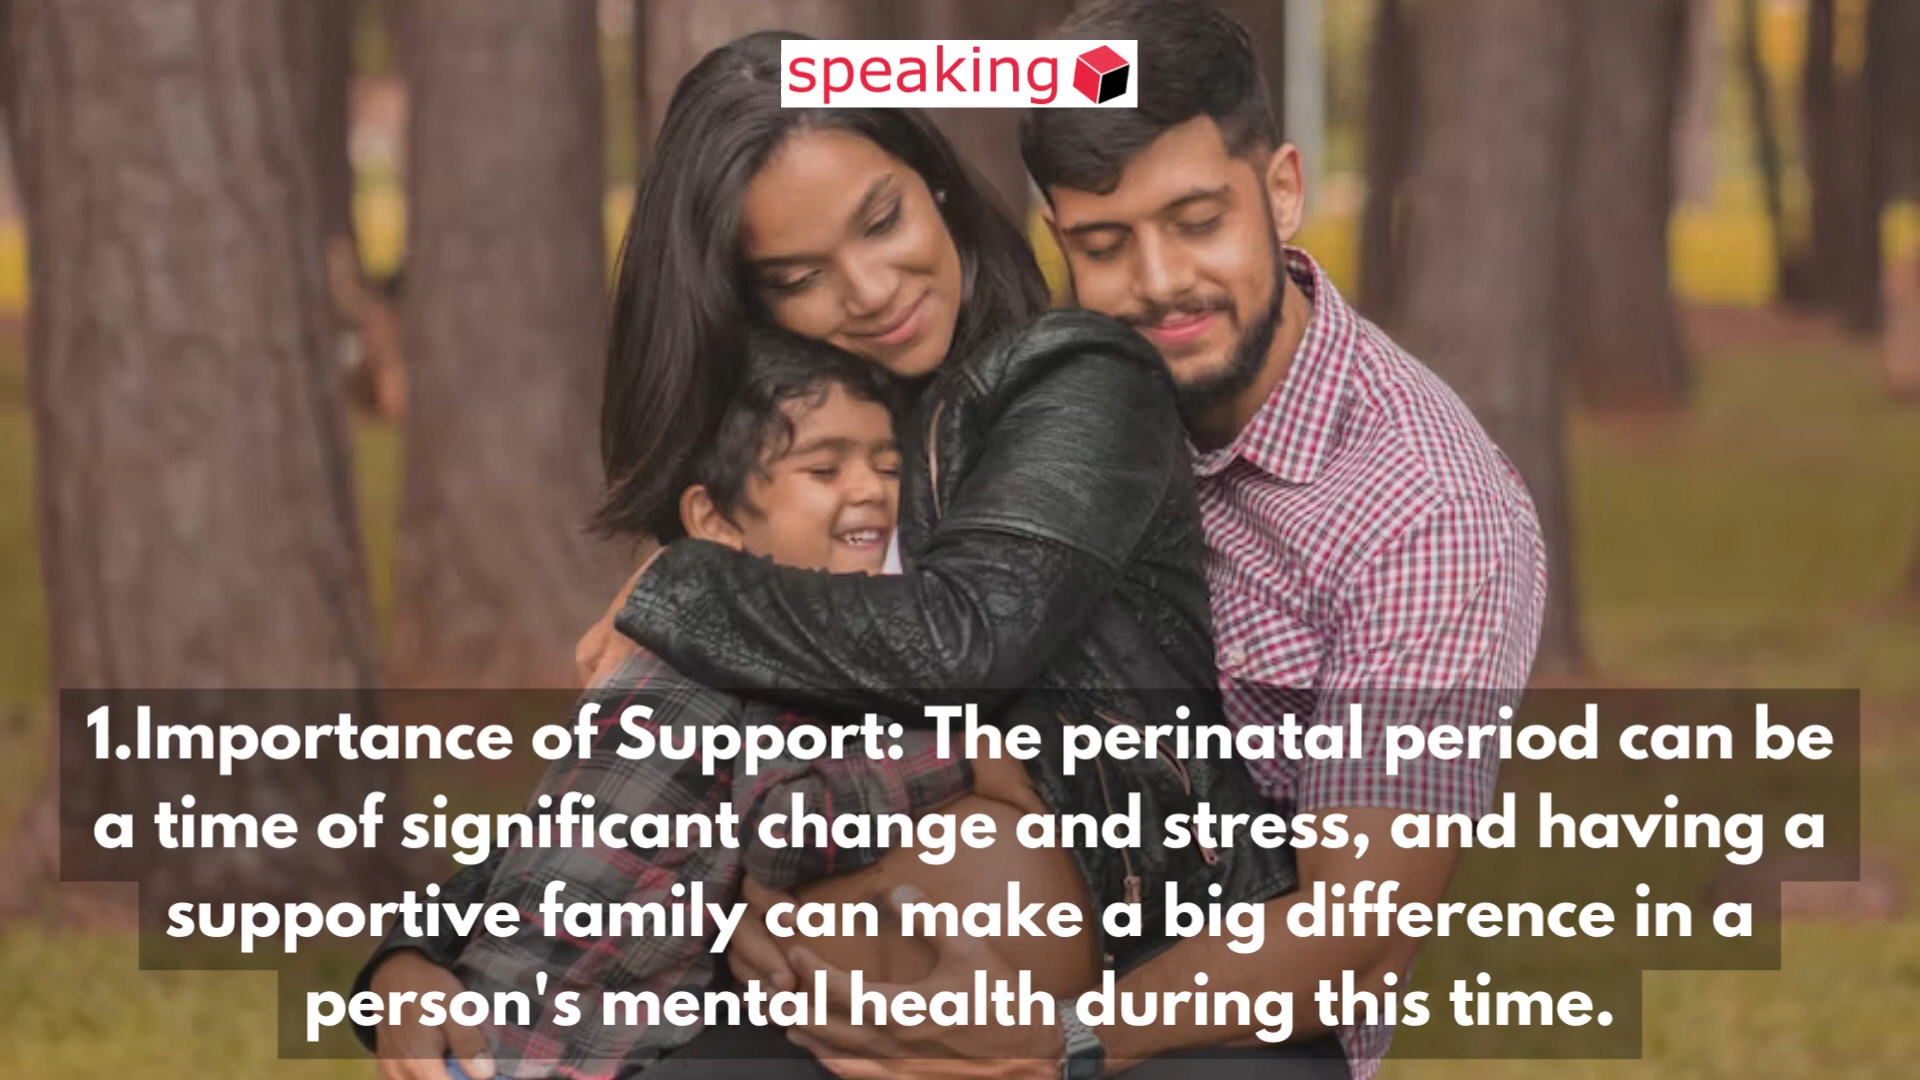 speaking
1.Importance of Support: The perinatal period can be
a time of significant change and stress, and having a
supportive family can make a big difference in a
person's mental health during this time.